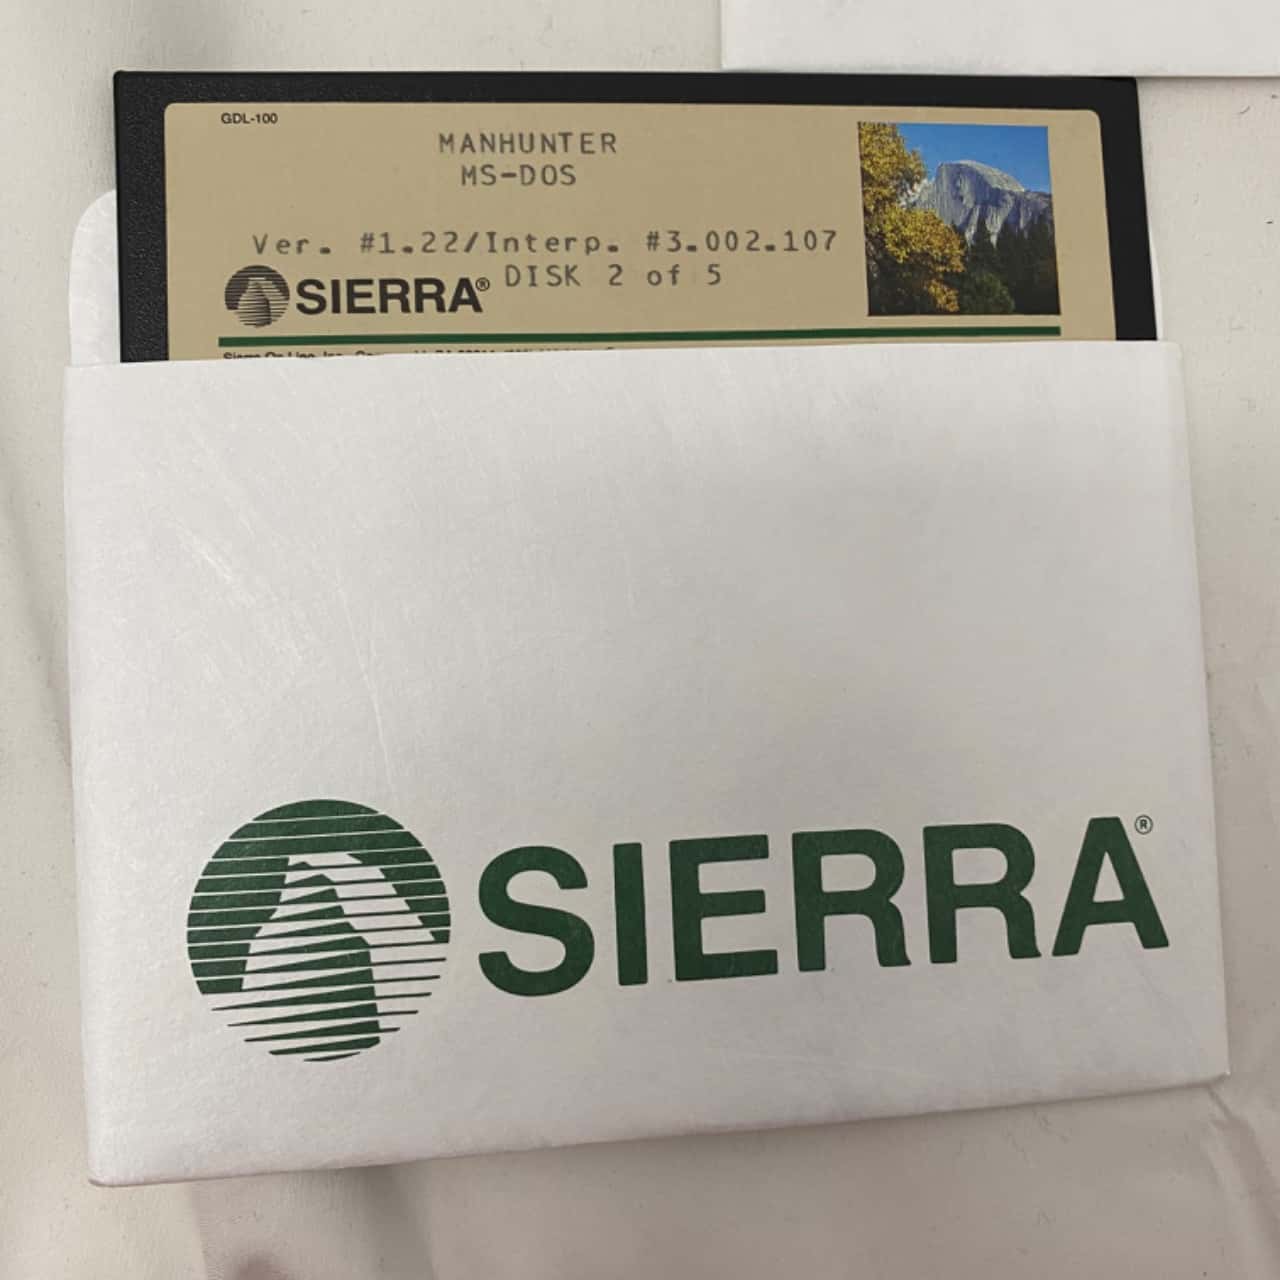 GDL-100
MANHUNTER
MS-DOS
Ver. #1.22/Interp. #3.002.107
DISK 2 of 5
SIERRA®
SIERRA®